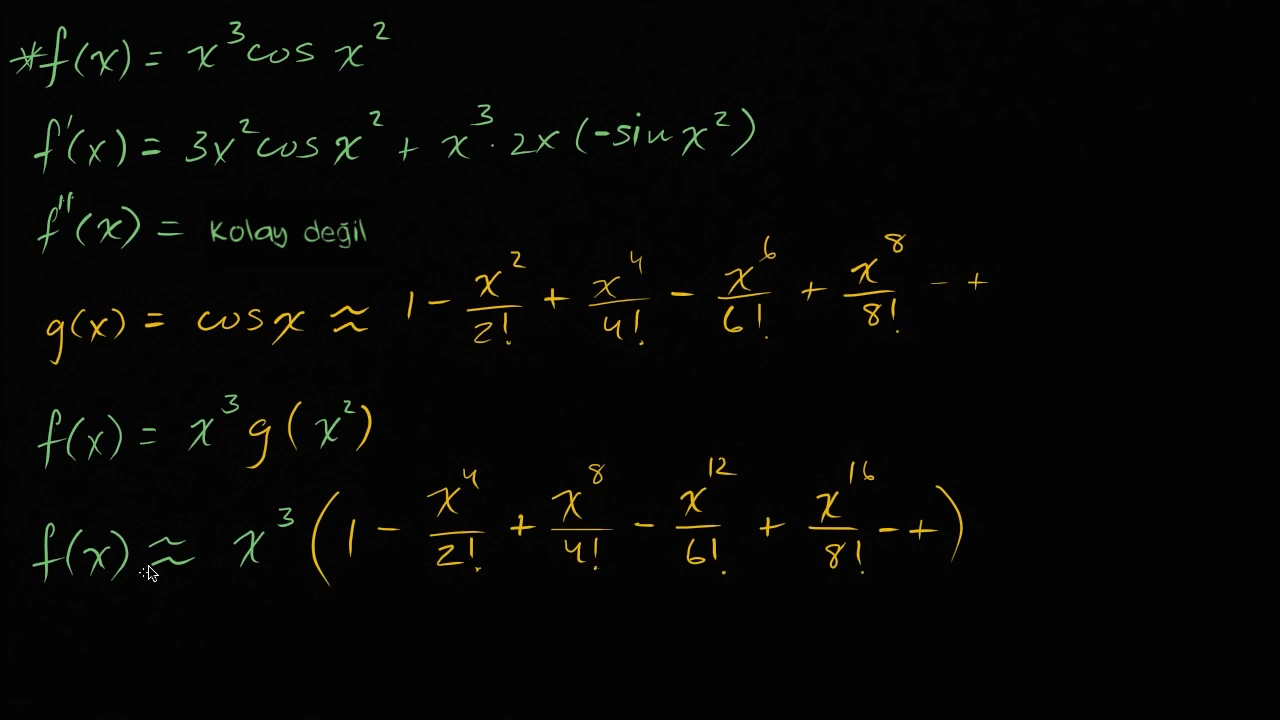 *f(x) = x³cos x²
f'(x) = 3x²cos x² + x³ · 2x (-sin x²)
f''(x) = Kolay değil
g(x) = cosx ≈ 1 - x²/2! + x⁴/4! - x⁶/6! + x⁸/8! - +
f(x) = x³g(x²)
f(x) ≈ x³(1 - x⁴/2! + x⁸/4! - x¹²/6! + x¹⁶/8! - +)